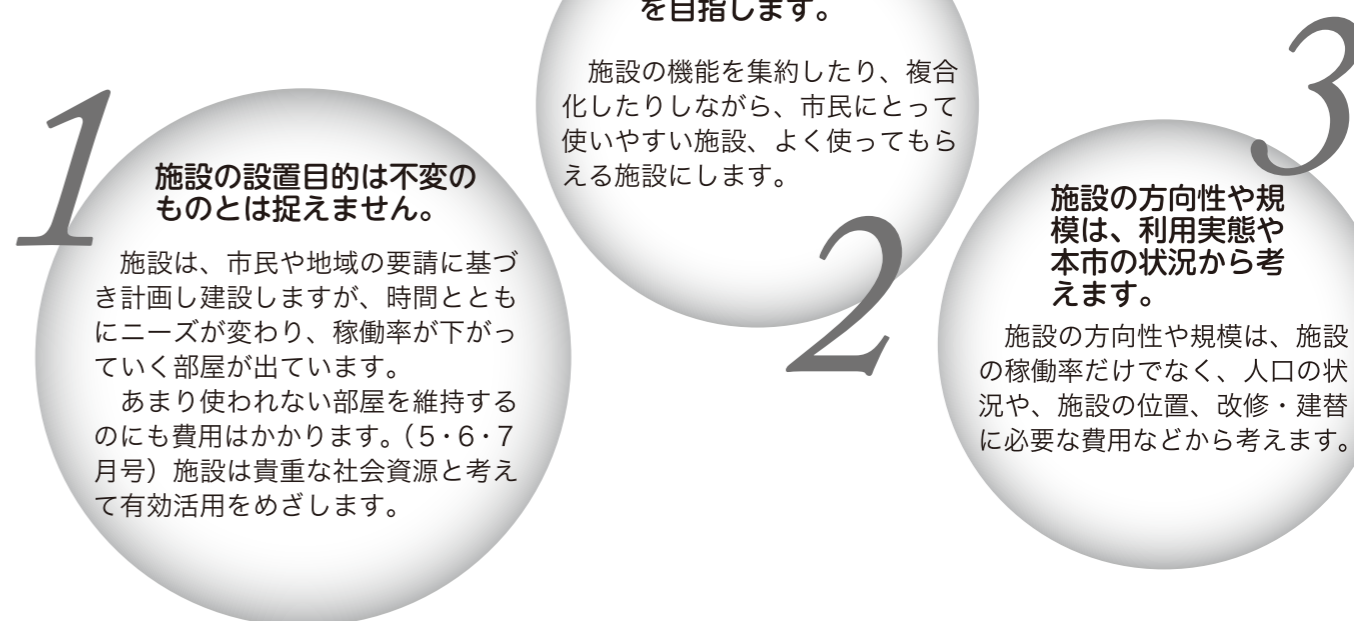 1
施設の設置目的は不変の
ものとは捉えません。
施設は、市民や地域の要請に基づ
き計画し建設しますが、時間ととも
にニーズが変わり、稼働率が下がっ
ていく部屋が出ています。
あまり使われない部屋を維持する
のにも費用はかかります。（5・6・7
月号）施設は貴重な社会資源と考え
て有効活用をめざします。
2
を目指します。
施設の機能を集約したり、複合
化したりしながら、市民にとって
使いやすい施設、よく使ってもら
える施設にします。
3
施設の方向性や規
模は、利用実態や
本市の状況から考
えます。
施設の方向性や規模は、施設
の稼働率だけでなく、人口の状
況や、施設の位置、改修・建替
に必要な費用などから考えます。